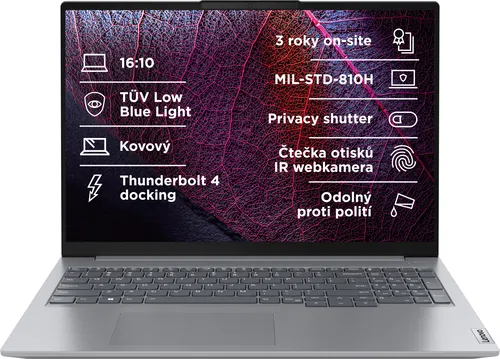 16:10
TÜV Low
Blue Light
Kovový
Thunderbolt 4
docking
3 roky on-site
MIL-STD-810H
Privacy shutter
Čtečka otisků
IR webkamera
Odolný
proti polití
Lenovo